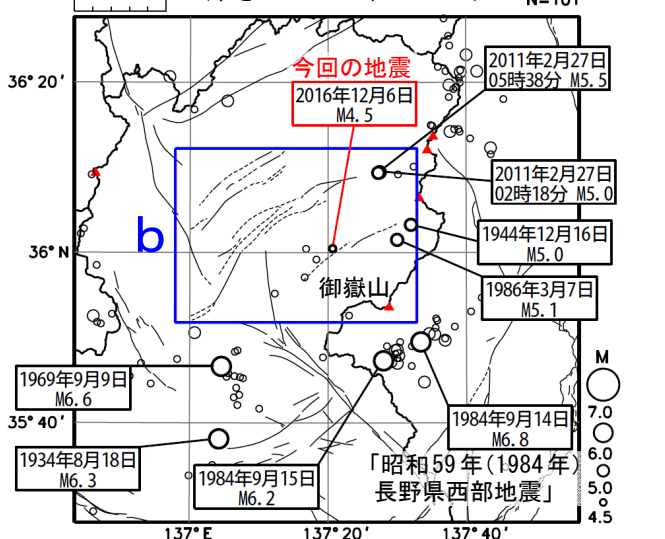 N=101
36°20′
今回の地震
2016年12月6日
M4.5
2011年2月27日
05時38分 M5.5
2011年2月27日
02時18分 M5.0
b
36°N
1944年12月16日
M5.0
御嶽山
1986年3月7日
M5.1
1969年9月9日
M6.6
35°40′
1934年8月18日
M6.3
1984年9月15日
M6.2
1984年9月14日
M6.8
「昭和59年(1984年)
長野県西部地震」
M
7.0
6.0
5.0
4.5
137°E
137°20′
137°40′